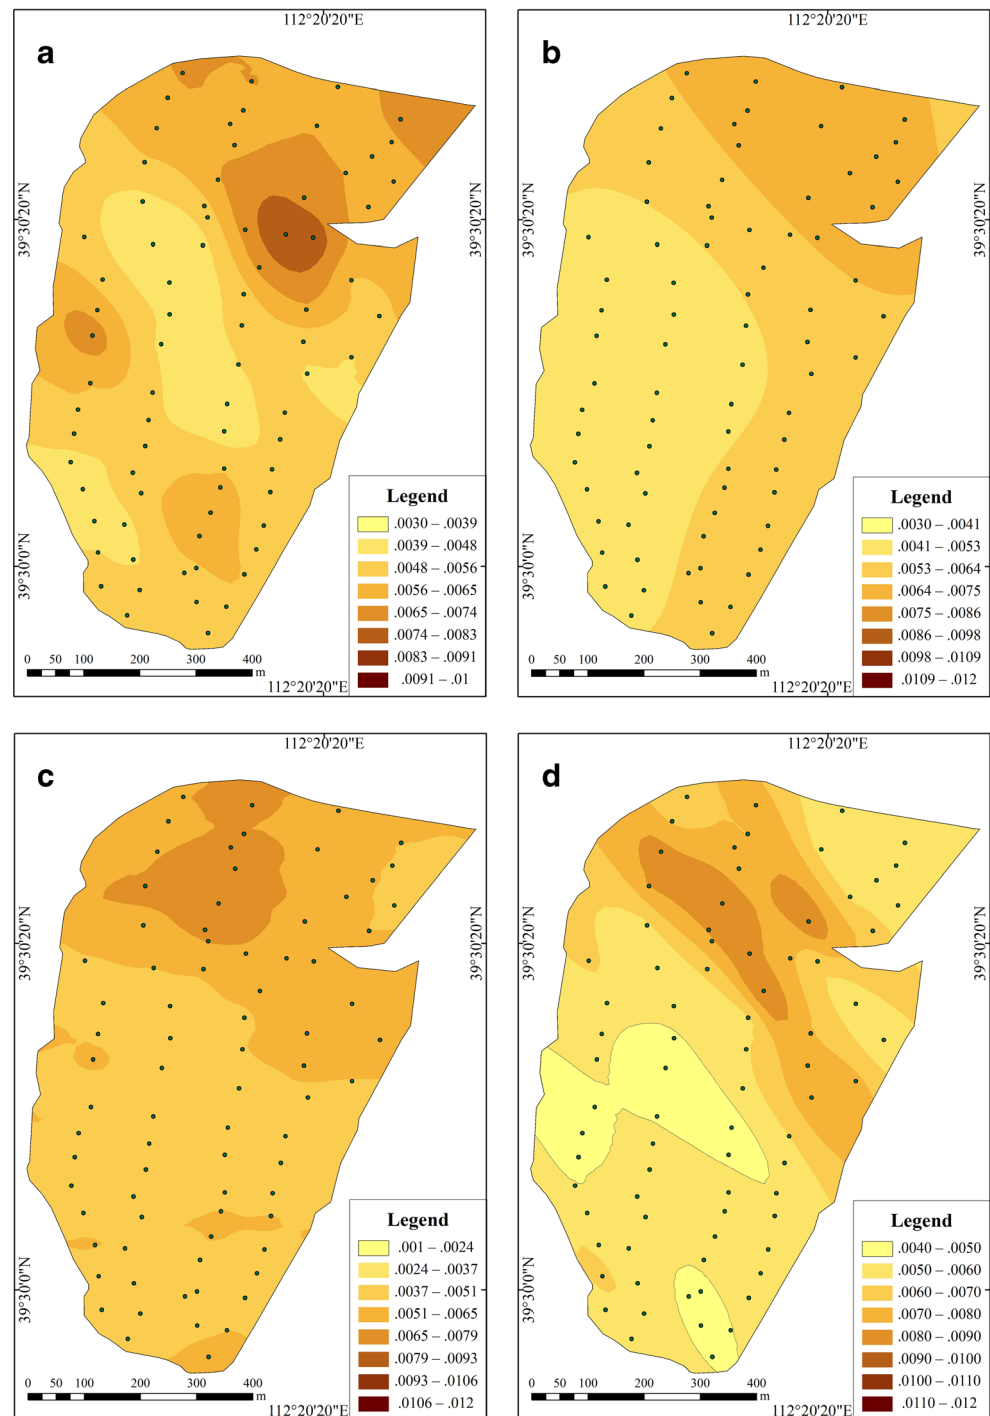 112°20'20"E
a
39°30'20"N
39°30'20"N
39°30'0"N
Legend
.0030 – .0039
.0039 – .0048
.0048 – .0056
.0056 – .0065
.0065 – .0074
.0074 – .0083
.0083 – .0091
.0091 – .01
0 50 100 200 300 400
m
112°20'20"E
112°20'20"E
b
39°30'20"N
39°30'20"N
39°30'0"N
Legend
.0030 – .0041
.0041 – .0053
.0053 – .0064
.0064 – .0075
.0075 – .0086
.0086 – .0098
.0098 – .0109
.0109 – .012
0 50 100 200 300 400
m
112°20'20"E
112°20'20"E
c
39°30'20"N
39°30'20"N
39°30'0"N
Legend
.001 – .0024
.0024 – .0037
.0037 – .0051
.0051 – .0065
.0065 – .0079
.0079 – .0093
.0093 – .0106
.0106 – .012
0 50 100 200 300 400
m
112°20'20"E
112°20'20"E
d
39°30'20"N
39°30'20"N
39°30'0"N
Legend
.0040 – .0050
.0050 – .0060
.0060 – .0070
.0070 – .0080
.0080 – .0090
.0090 – .0100
.0100 – .0110
.0110 – .012
0 50 100 200 300 400
m
112°20'20"E